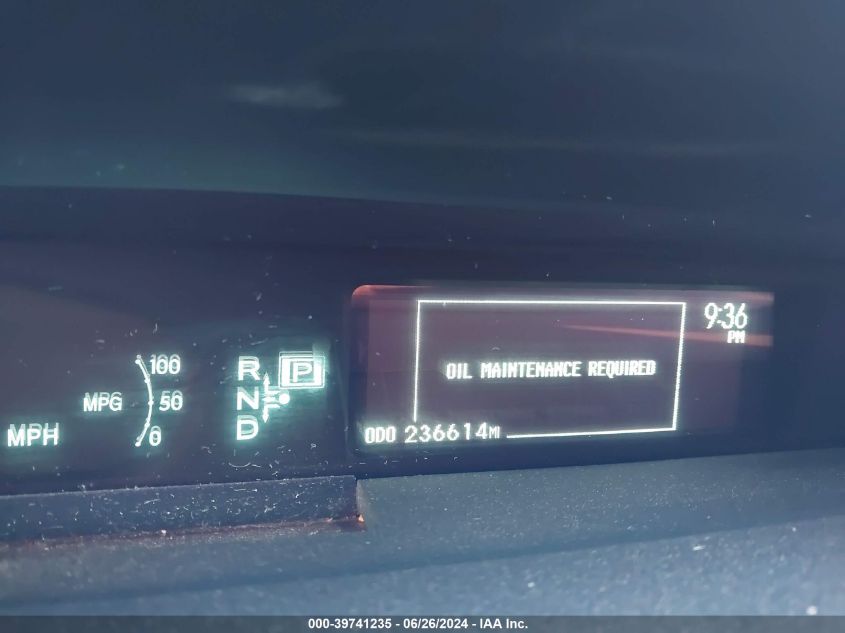 MPH
MPG
100
50
0
R
P
N
D
OIL MAINTENANCE REQUIRED
9:36
PM
ODO 236614MI
000-39741235 - 06/26/2024 - IAA Inc.